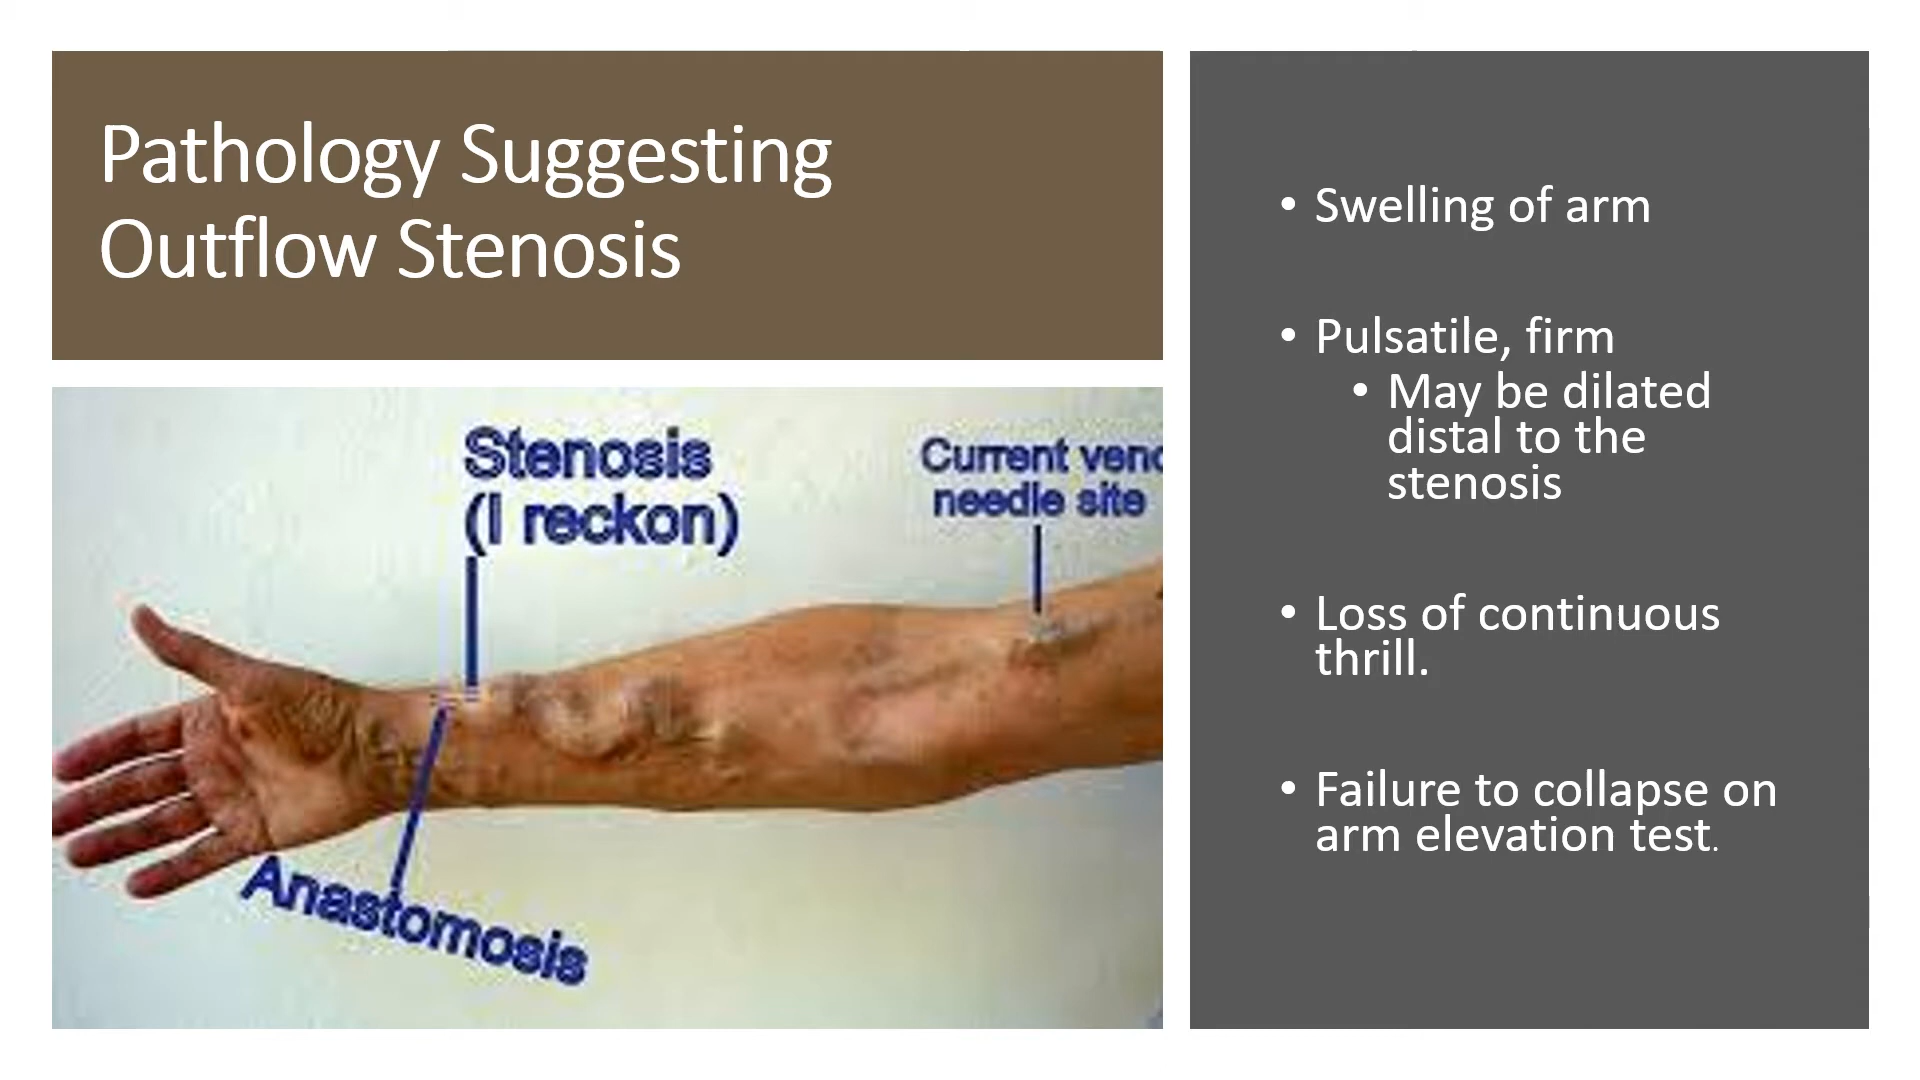 Pathology Suggesting
Outflow Stenosis
Stenosis
(I reckon)
Current
needle site
Anastomosis
• Swelling of arm
• Pulsatile, firm
• May be dilated
distal to the
stenosis
• Loss of continuous
thrill.
• Failure to collapse on
arm elevation test.